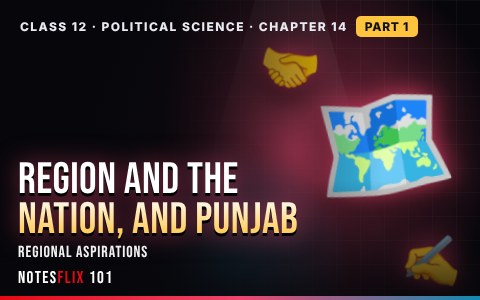 CLASS 12 · POLITICAL SCIENCE · CHAPTER 14 PART 1
REGION AND THE
NATION, AND PUNJAB
REGIONAL ASPIRATIONS
NOTESFLIX 101